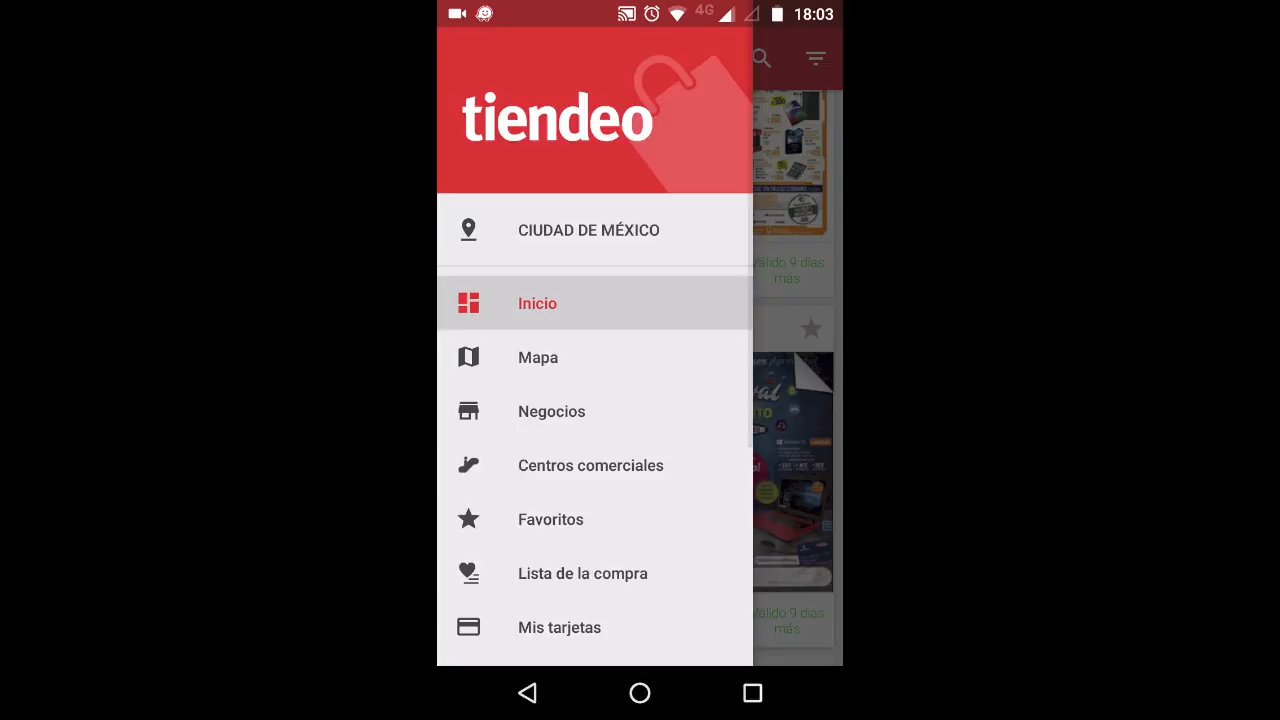 4G 18:03
tiendeo
CIUDAD DE MÉXICO
Inicio
Mapa
Negocios
Centros comerciales
Favoritos
Lista de la compra
Mis tarjetas
Válido 9 días
más
Válido 9 días
más